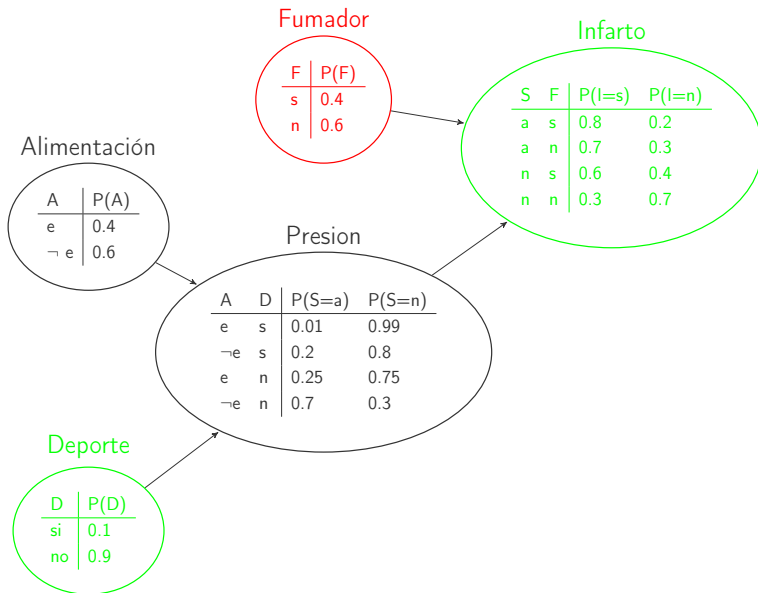 Fumador
F P(F)
s 0.4
n 0.6
Infarto
S F P(I=s) P(I=n)
a s 0.8 0.2
a n 0.7 0.3
n s 0.6 0.4
n n 0.3 0.7
Alimentación
A P(A)
e 0.4
¬ e 0.6
Presion
A D P(S=a) P(S=n)
e s 0.01 0.99
¬e s 0.2 0.8
e n 0.25 0.75
¬e n 0.7 0.3
Deporte
D P(D)
si 0.1
no 0.9